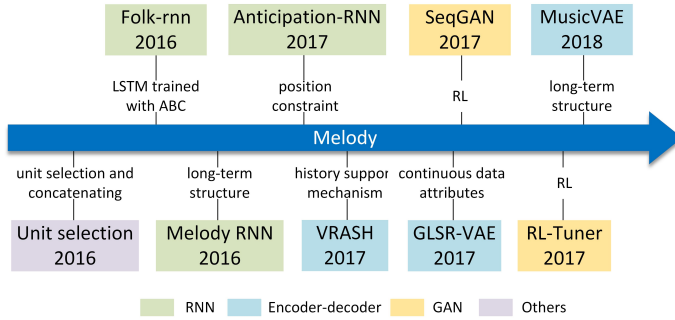 Folk-rnn
2016
Anticipation-RNN
2017
SeqGAN
2017
MusicVAE
2018
LSTM trained
with ABC
position
constraint
RL
long-term
structure
Melody
unit selection and
concatenating
long-term
structure
history suppor
mechanism
continuous data
attributes
RL
Unit selection
2016
Melody RNN
2016
VRASH
2017
GLSR-VAE
2017
RL-Tuner
2017
RNN
Encoder-decoder
GAN
Others